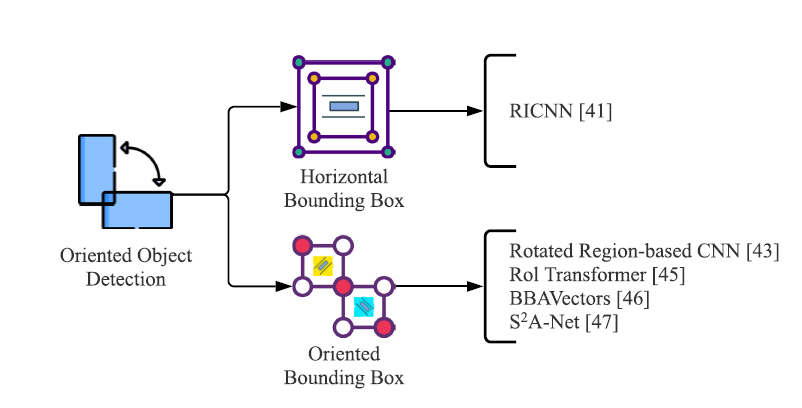 RICNN [41]
Horizontal
Bounding Box
Oriented Object
Detection
Rotated Region-based CNN [43]
RoI Transformer [45]
BBAVectors [46]
S²A-Net [47]
Oriented
Bounding Box